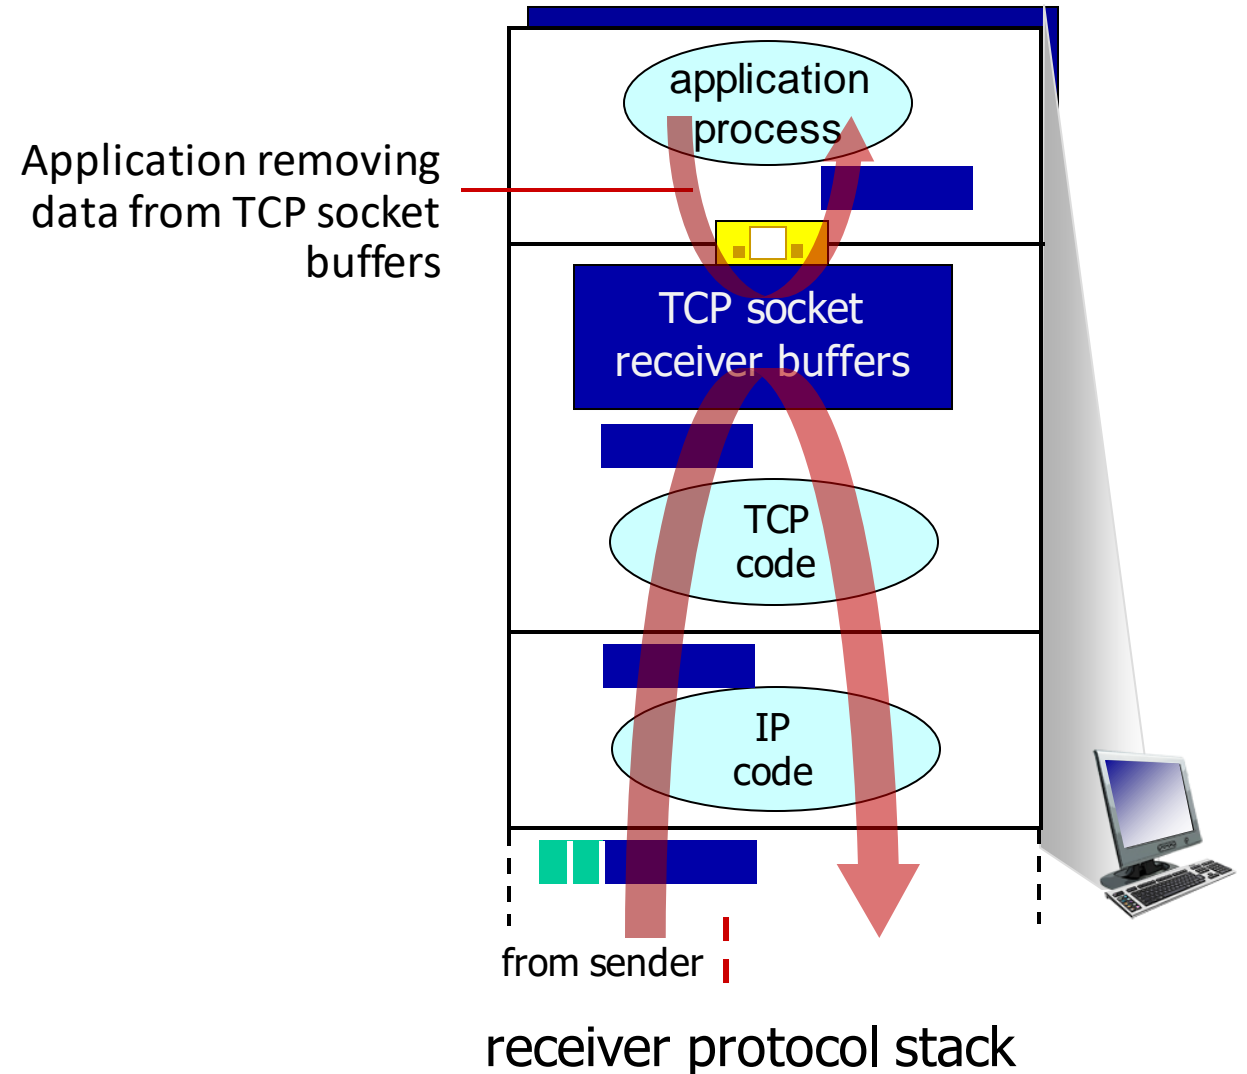 application
process
Application removing
data from TCP socket
buffers
TCP socket
receiver buffers
TCP
code
IP
code
from sender
receiver protocol stack